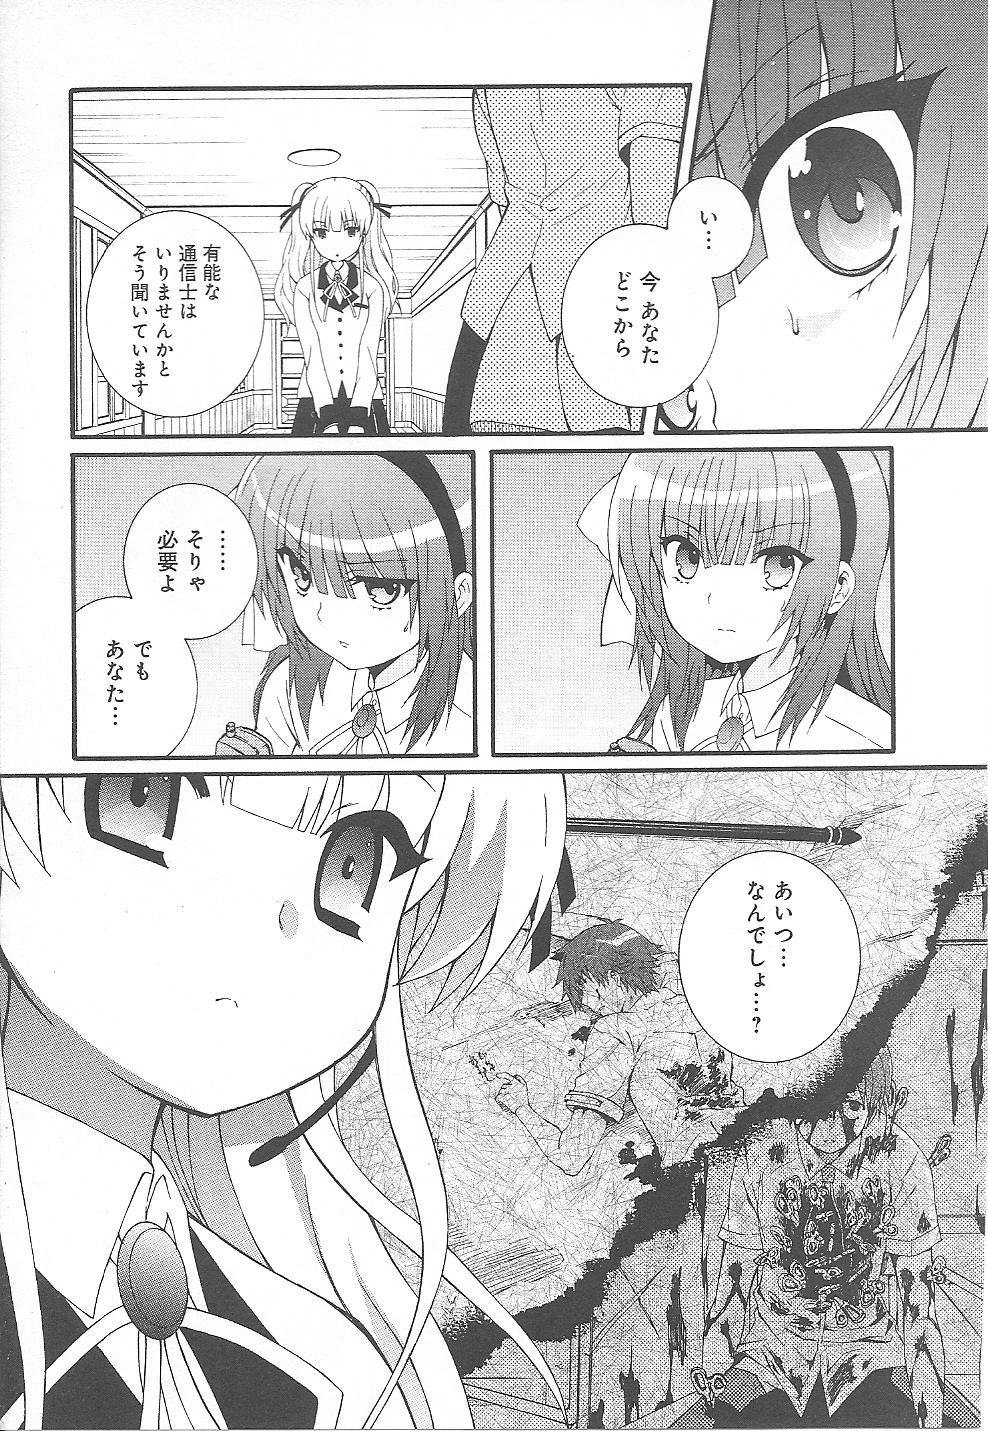 い…
今 あなた
どこから
有能な
通信士は
いりませんかと
そう聞いています
……
そりゃ
必要よ
でも
あなた…
あいつ…
なんでしょ…?